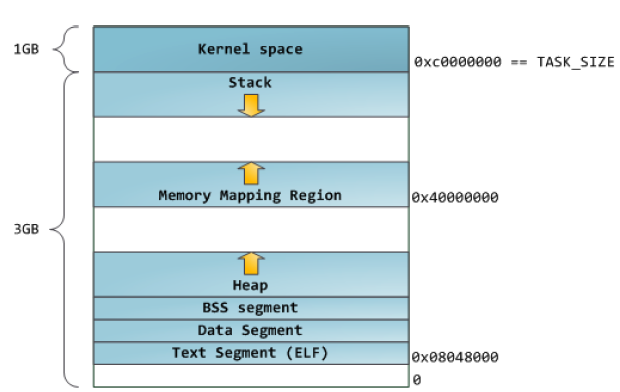 1GB
Kernel space
0xc0000000 == TASK_SIZE
Stack
Memory Mapping Region
0x40000000
3GB
Heap
BSS segment
Data Segment
Text Segment (ELF)
0x08048000
0